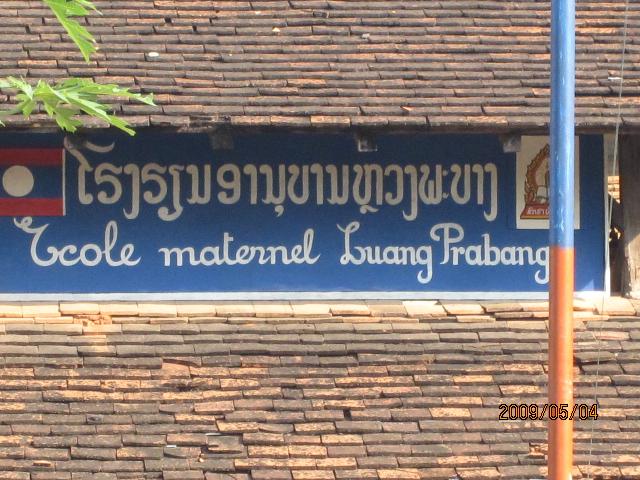 ໂຮງຮຽນອານຸບານຫຼວງພະບາງ
Ecole maternel Luang Prabang
2009/05/04